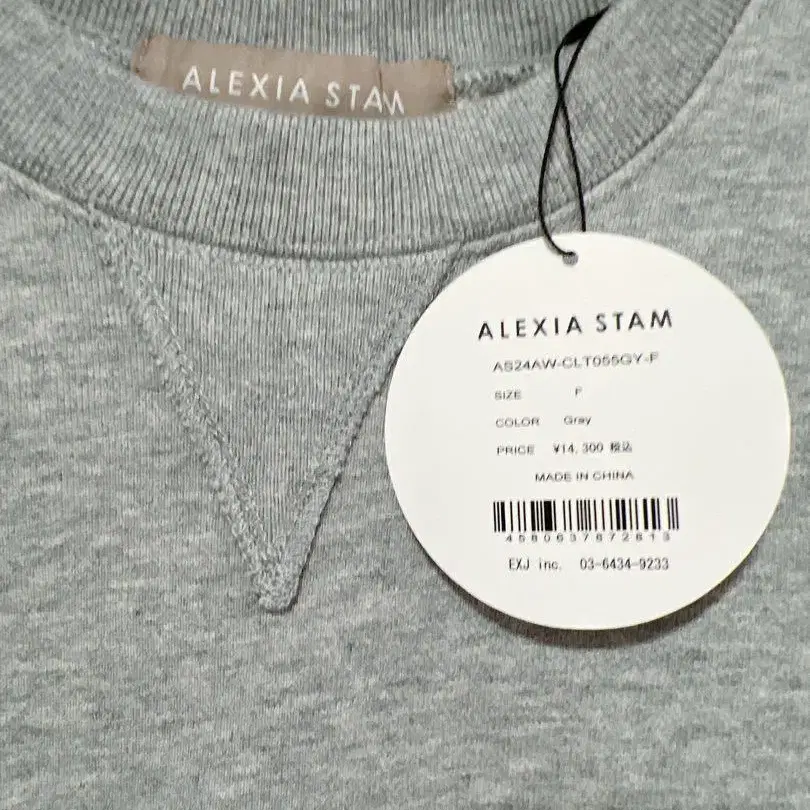 ALEXIA STAM
ALEXIA STAM
AS24AW-CLT055GY-F
SIZE F
COLOR Gray
PRICE ¥14,300 税込
MADE IN CHINA
4580637672613
EXJ inc. 03-6434-9233